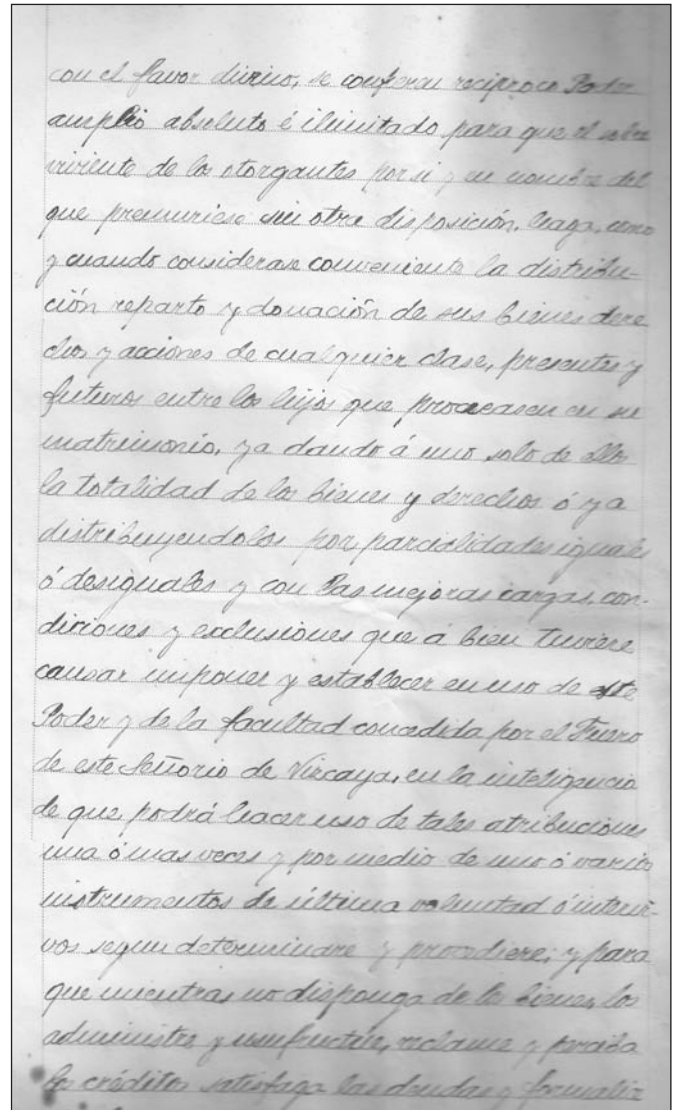 con el favor divino, se confieren reciproco Poder
amplio absoluto é ilimitado para que el sobre
viviente de los otorgantes por si y en nombre del
que premuriese sin otra disposición, haga, como
y cuando considerase conveniente la distribu-
ción reparto y donación de sus bienes dere
chos y acciones de cualquier clase, presentes y
futuros entre los hijos que procreasen en su
matrimonio, ya dando á uno solo de ellos
la totalidad de los bienes y derechos ó ya
distribuyendolos por parcialidades iguales
ó desiguales y con las mejoras cargas, con-
diciones y exclusiones que á bien tuviere
causar imponer y establecer en uso de este
Poder y de la facultad concedida por el Fuero
de este Señorio de Vizcaya, en la inteligencia
de que podrá hacer uso de tales atribuciones
una ó mas veces y por medio de uno ó varios
instrumentos de última voluntad ó intervi-
vos segun determinare y procediere; y para
que mientras no disponga de los bienes, los
administre y usufructúe, reclame y perciba
los créditos satisfaga las deudas y formalic